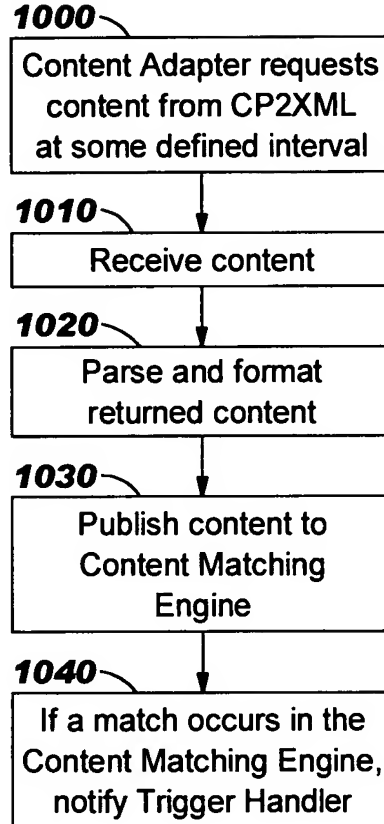 1000
Content Adapter requests
content from CP2XML
at some defined interval
1010
Receive content
1020
Parse and format
returned content
1030
Publish content to
Content Matching
Engine
1040
If a match occurs in the
Content Matching Engine,
notify Trigger Handler